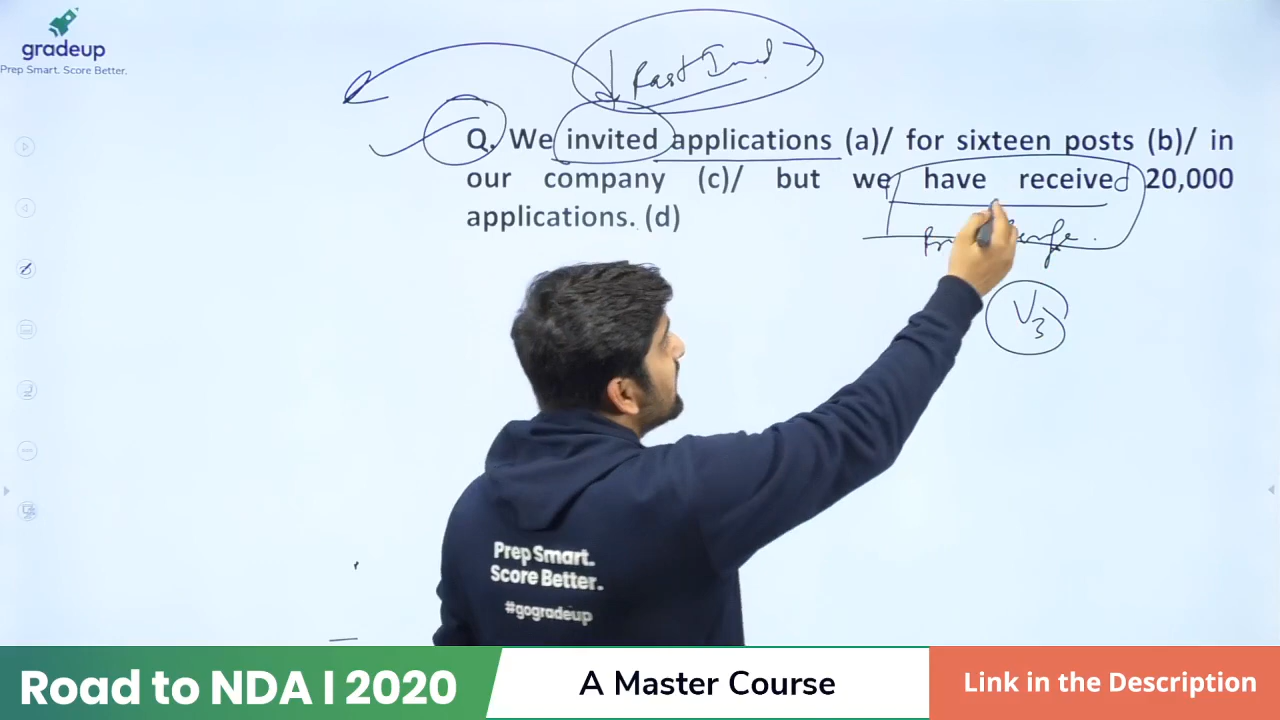 gradeup
Prep Smart. Score Better.
Past Ind
Q. We invited applications (a)/ for sixteen posts (b)/ in
our company (c)/ but we have received 20,000
applications. (d)
V3
Prep Smart.
Score Better.
#gogradeup
Road to NDA | 2020
A Master Course
Link in the Description